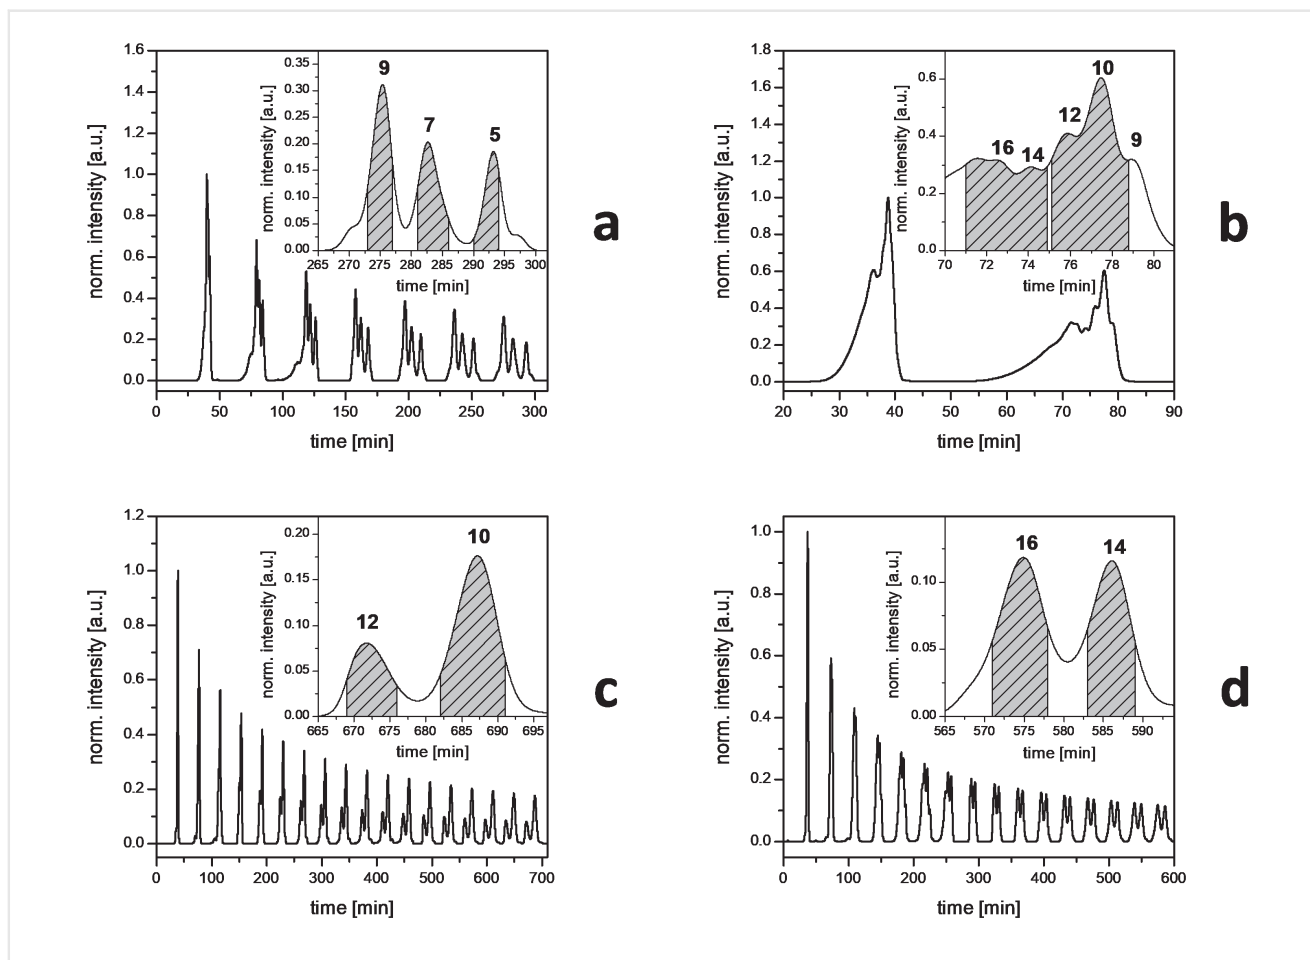 1.6
1.4
1.2
1.0
0.8
0.6
0.4
0.2
0.0
norm. intensity [a.u.]
0 50 100 150 200 250 300
time [min]
0.35
0.30
0.25
0.20
0.15
0.10
0.05
0.00
norm. intensity [a.u.]
9
7
5
265 270 275 280 285 290 295 300
time [min]
a
1.8
1.6
1.4
1.2
1.0
0.8
0.6
0.4
0.2
0.0
norm. intensity [a.u.]
20 30 40 50 60 70 80 90
time [min]
0.6
0.4
0.2
0.0
norm. intensity [a.u.]
10
12
16 14 9
70 72 74 76 78 80
time [min]
b
1.2
1.0
0.8
0.6
0.4
0.2
0.0
norm. intensity [a.u.]
0 100 200 300 400 500 600 700
time [min]
0.20
0.15
0.10
0.05
0.00
norm. intensity [a.u.]
10
12
665 670 675 680 685 690 695
time [min]
c
1.0
0.8
0.6
0.4
0.2
0.0
norm. intensity [a.u.]
0 100 200 300 400 500 600
time [min]
0.10
0.05
0.00
norm. intensity [a.u.]
16 14
565 570 575 580 585 590
time [min]
d